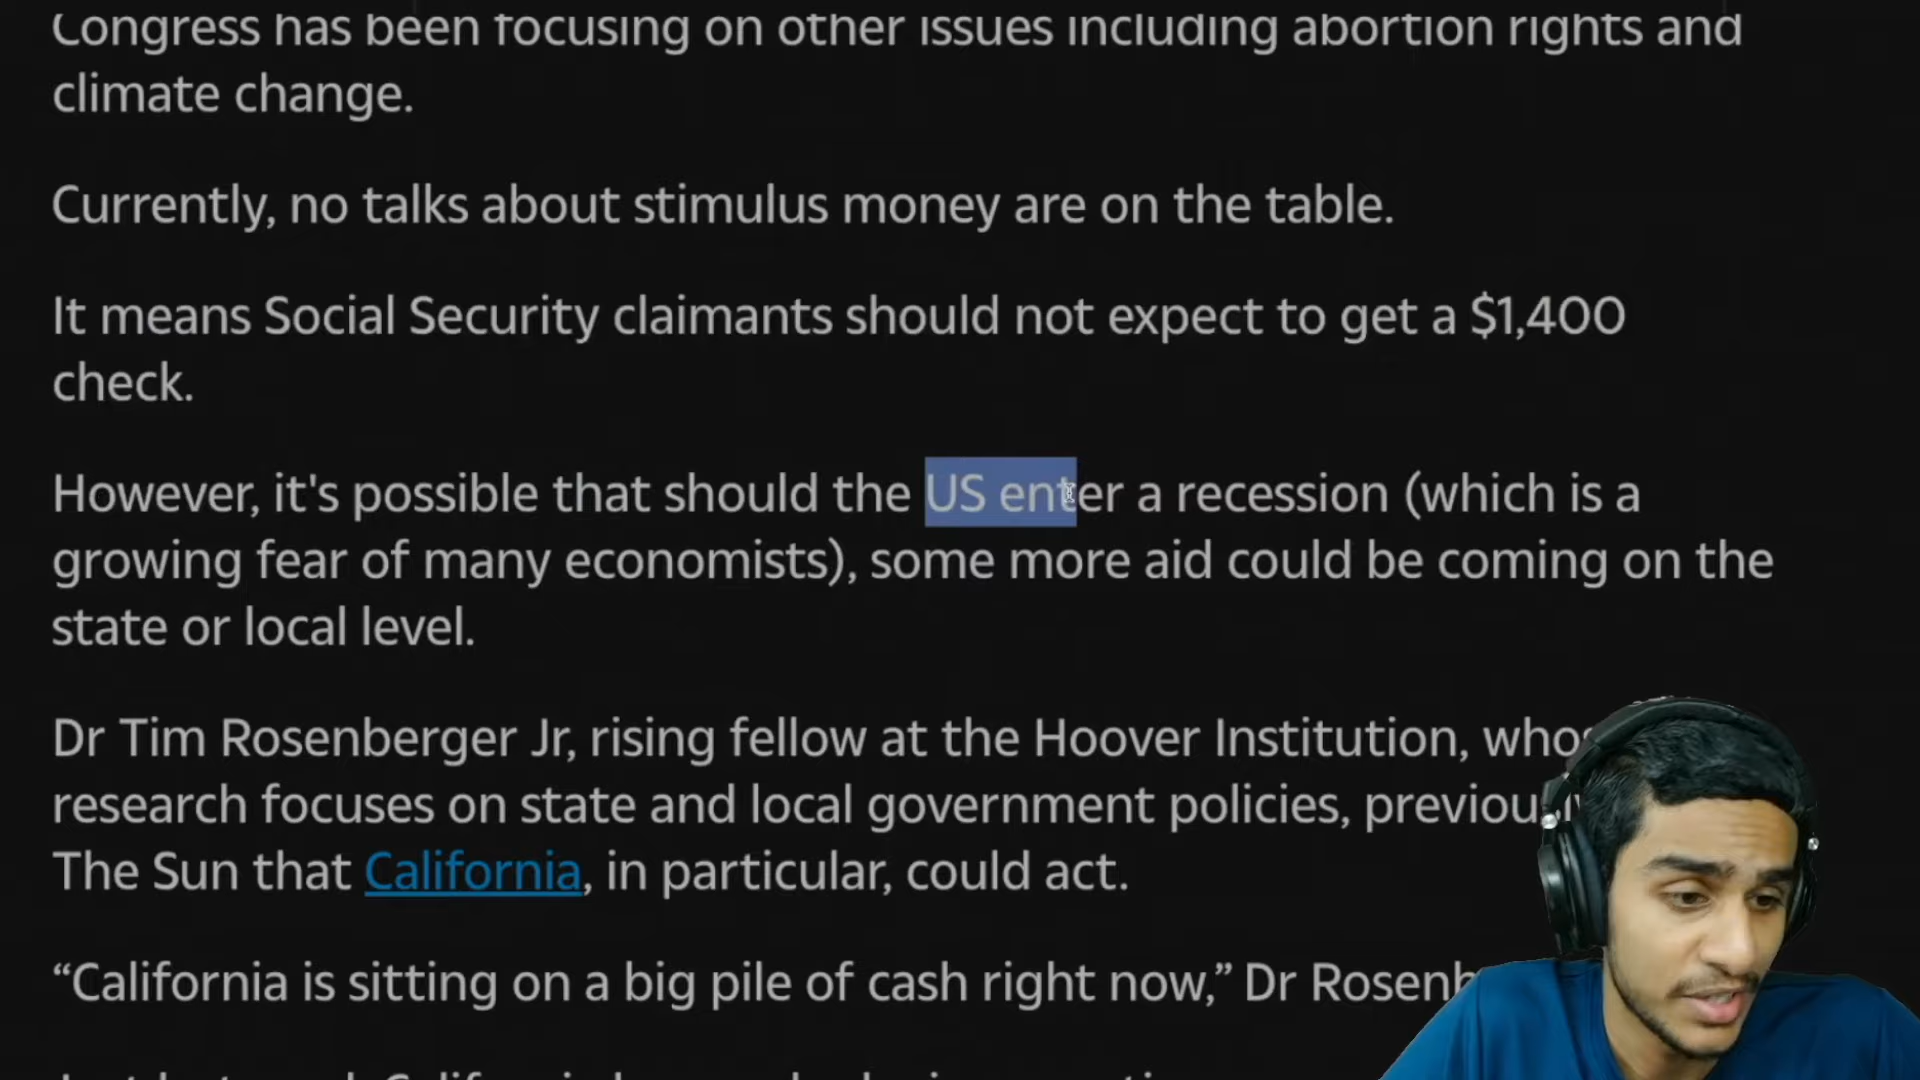 Congress has been focusing on other issues including abortion rights and
climate change.
Currently, no talks about stimulus money are on the table.
It means Social Security claimants should not expect to get a $1,400
check.
However, it's possible that should the US enter a recession (which is a
growing fear of many economists), some more aid could be coming on the
state or local level.
Dr Tim Rosenberger Jr, rising fellow at the Hoover Institution,
research focuses on state and local government policies,
The Sun that California, in particular, could act.
“California is sitting on a big pile of cash right now,” Dr